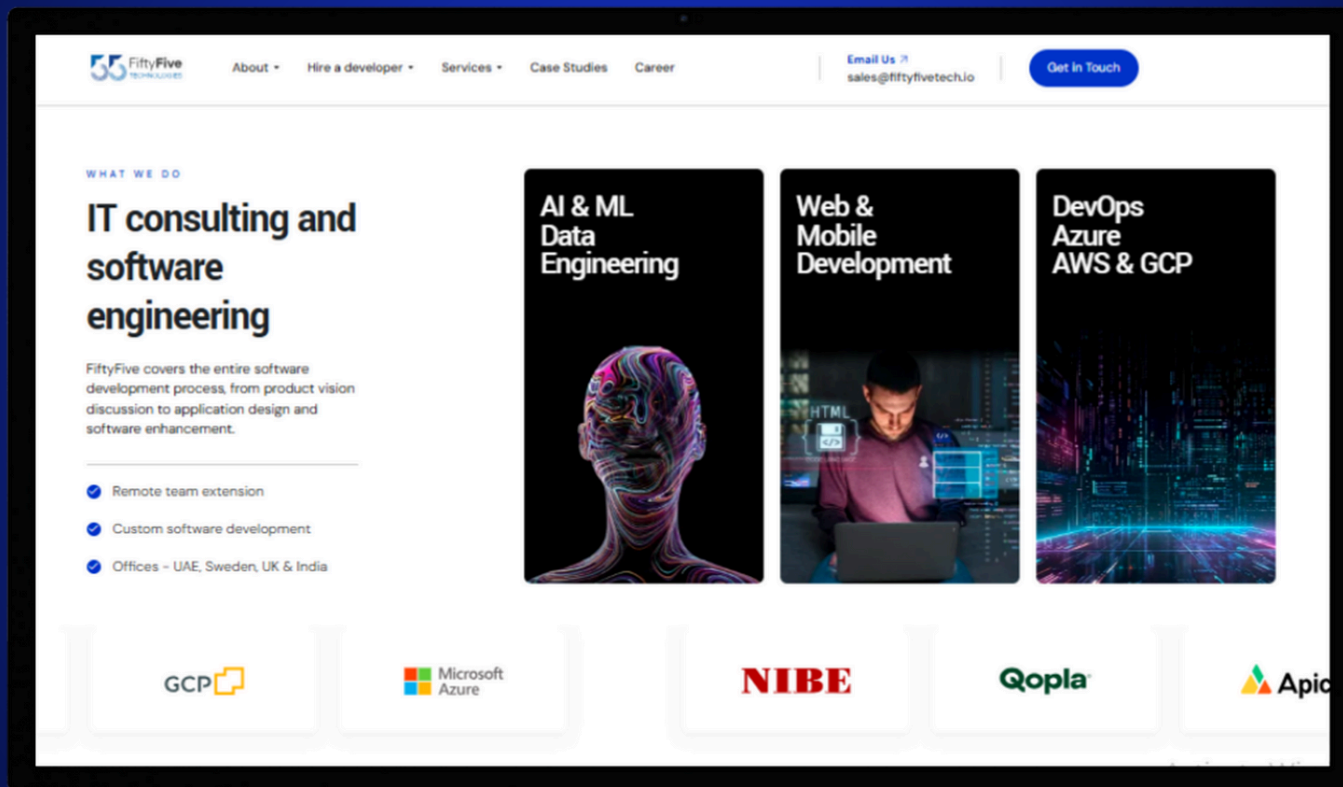 55 FiftyFive
TECHNOLOGIES
About
Hire a developer
Services
Case Studies
Career
Email Us
sales@fiftyfivetech.io
Get in Touch
WHAT WE DO
IT consulting and
software
engineering
FiftyFive covers the entire software
development process, from product vision
discussion to application design and
software enhancement.
Remote team extension
Custom software development
Offices - UAE, Sweden, UK & India
AI & ML
Data
Engineering
Web &
Mobile
Development
HTML
</>
</>
DevOps
Azure
AWS & GCP
GCP
Microsoft
Azure
NIBE
Qopla
Apic